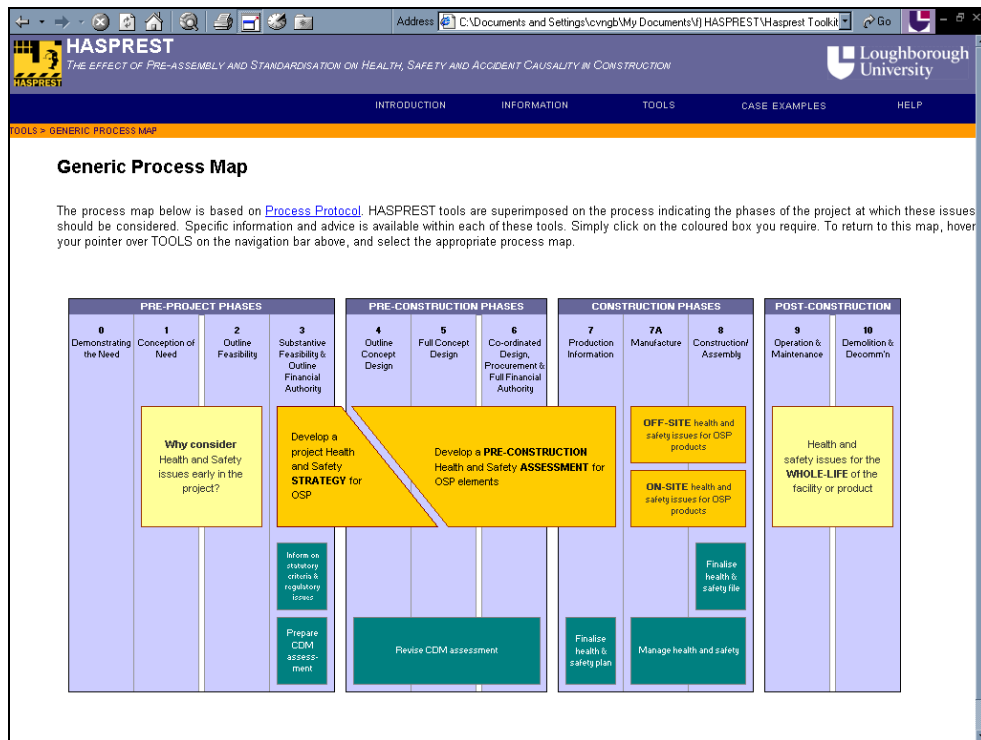 Address C:\Documents and Settings\cvngb\My Documents\f) HASPREST\Hasprest Toolkit Go
HASPREST
THE EFFECT OF PRE-ASSEMBLY AND STANDARDISATION ON HEALTH, SAFETY AND ACCIDENT CAUSALITY IN CONSTRUCTION
Loughborough
University
HASPREST
INTRODUCTION INFORMATION TOOLS CASE EXAMPLES HELP
TOOLS > GENERIC PROCESS MAP
Generic Process Map
The process map below is based on Process Protocol. HASPREST tools are superimposed on the process indicating the phases of the project at which these issues
should be considered. Specific information and advice is available within each of these tools. Simply click on the coloured box you require. To return to this map, hover
your pointer over TOOLS on the navigation bar above, and select the appropriate process map.
PRE-PROJECT PHASES
0
Demonstrating
the Need
1
Conception of
Need
2
Outline
Feasibility
3
Substantive
Feasibility &
Outline
Financial
Authority
PRE-CONSTRUCTION PHASES
4
Outline
Concept
Design
5
Full Concept
Design
6
Co-ordinated
Design,
Procurement &
Full Financial
Authority
CONSTRUCTION PHASES
7
Production
Information
7A
Manufacture
8
Construction/
Assembly
POST-CONSTRUCTION
9
Operation &
Maintenance
10
Demolition &
Decomm'n
Why consider
Health and Safety
issues early in the
project?
Develop a
project Health
and Safety
STRATEGY for
OSP
Develop a PRE-CONSTRUCTION
Health and Safety ASSESSMENT for
OSP elements
OFF-SITE health and
safety issues for OSP
products
ON-SITE health and
safety issues for OSP
products
Health and
safety issues for the
WHOLE-LIFE of the
facility or product
Inform on
statutory
criteria &
regulatory
issues
Finalise
health &
safety file
Prepare
CDM
assess-
ment
Revise CDM assessment
Finalise
health &
safety plan
Manage health and safety